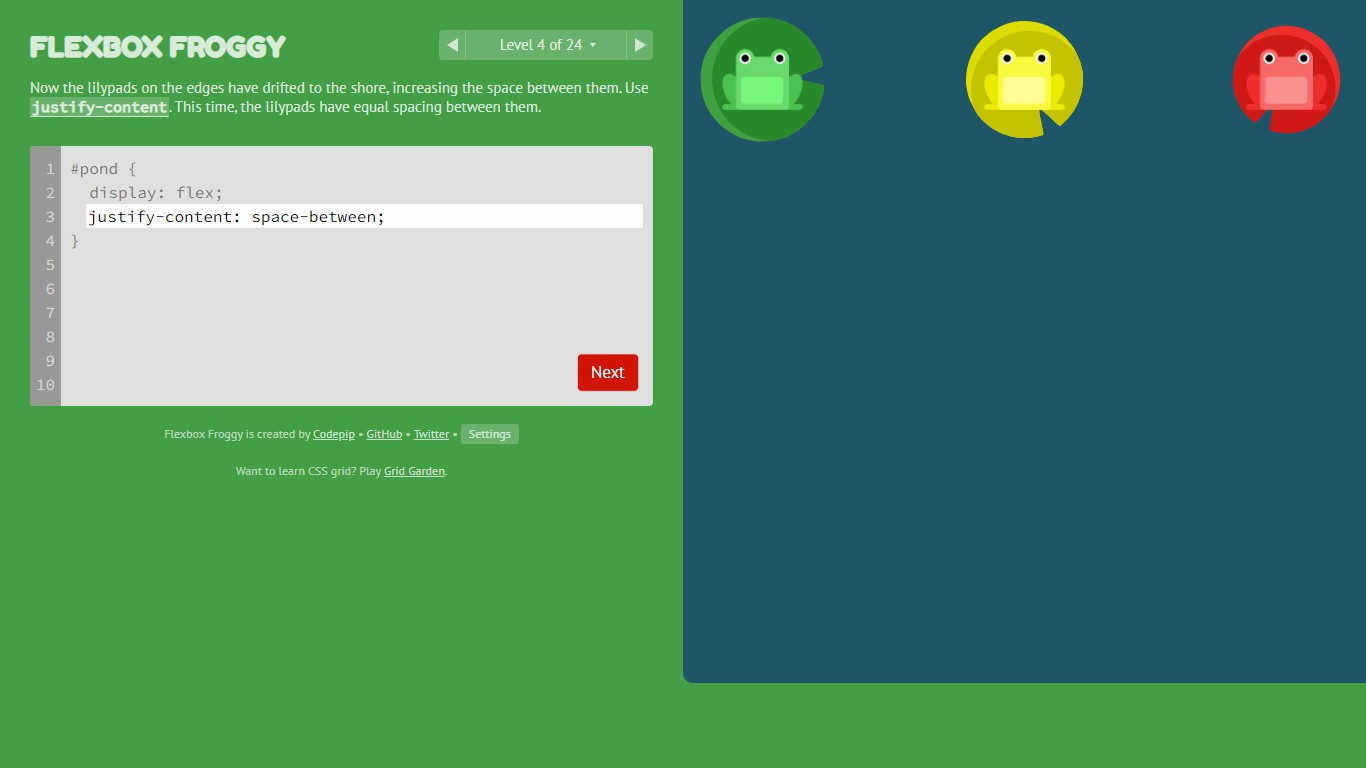 FLEXBOX FROGGY
Level 4 of 24
Now the lilypads on the edges have drifted to the shore, increasing the space between them. Use
justify-content. This time, the lilypads have equal spacing between them.
1 #pond {
2 display: flex;
3 justify-content: space-between;
4 }
5
6
7
8
9
10
Next
Flexbox Froggy is created by Codepip • GitHub • Twitter • Settings
Want to learn CSS grid? Play Grid Garden.